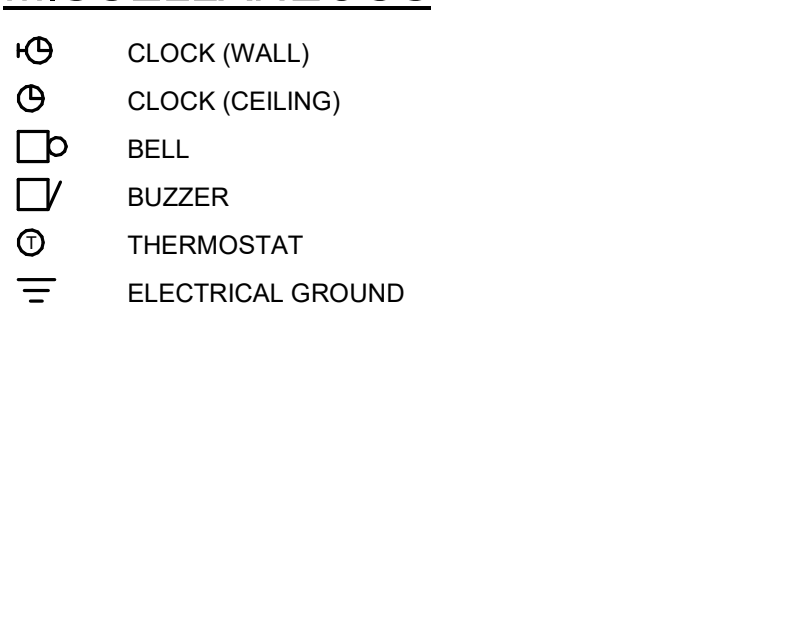 CLOCK (WALL)
CLOCK (CEILING)
BELL
BUZZER
T THERMOSTAT
ELECTRICAL GROUND